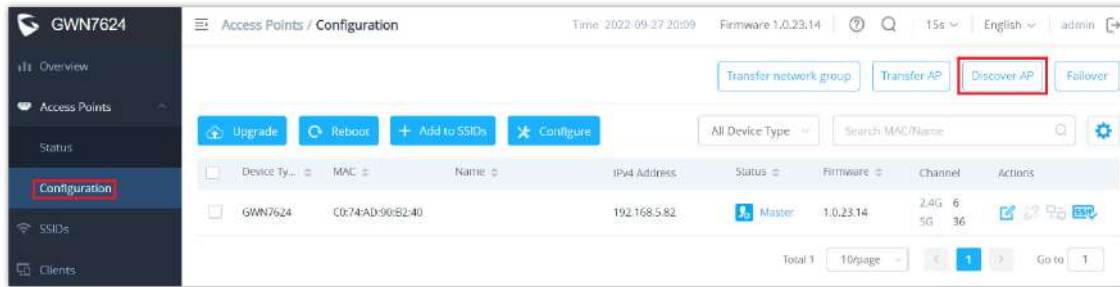 GWN7624
Access Points / Configuration
Time 2022-09-27 20:09
Firmware 1.0.23.14
15s
English
admin
Overview
Access Points
Status
Configuration
SSIDs
Clients
Transfer network group
Transfer AP
Discover AP
Failover
Upgrade
Reboot
+ Add to SSIDs
Configure
All Device Type
Search MAC/Name
Device Ty...
MAC
Name
IPv4 Address
Status
Firmware
Channel
Actions
GWN7624
C0:74:AD:90:B2:40
192.168.5.82
Master
1.0.23.14
2.4G 6
5G 36
SSID
Total 1
10/page
1
Go to 1